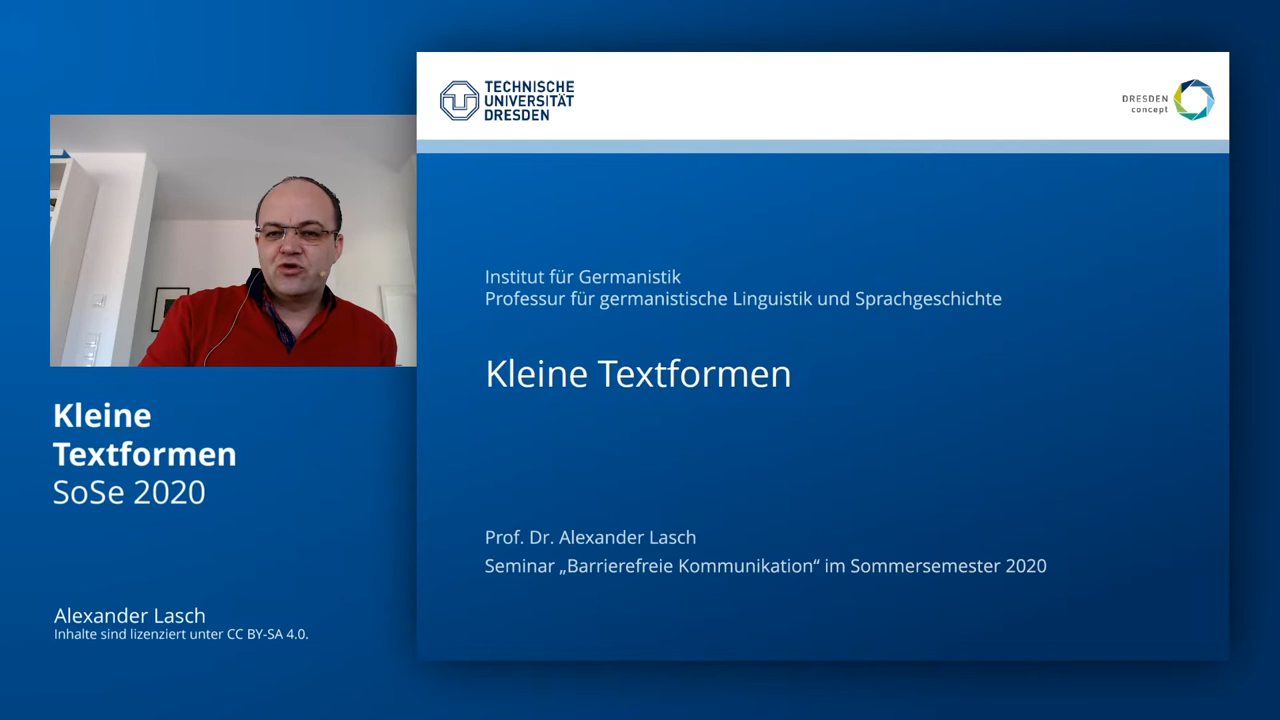 TECHNISCHE
UNIVERSITÄT
DRESDEN
DRESDEN
concept
Institut für Germanistik
Professur für germanistische Linguistik und Sprachgeschichte
Kleine Textformen
Prof. Dr. Alexander Lasch
Seminar „Barrierefreie Kommunikation“ im Sommersemester 2020
Kleine
Textformen
SoSe 2020
Alexander Lasch
Inhalte sind lizenziert unter CC BY-SA 4.0.